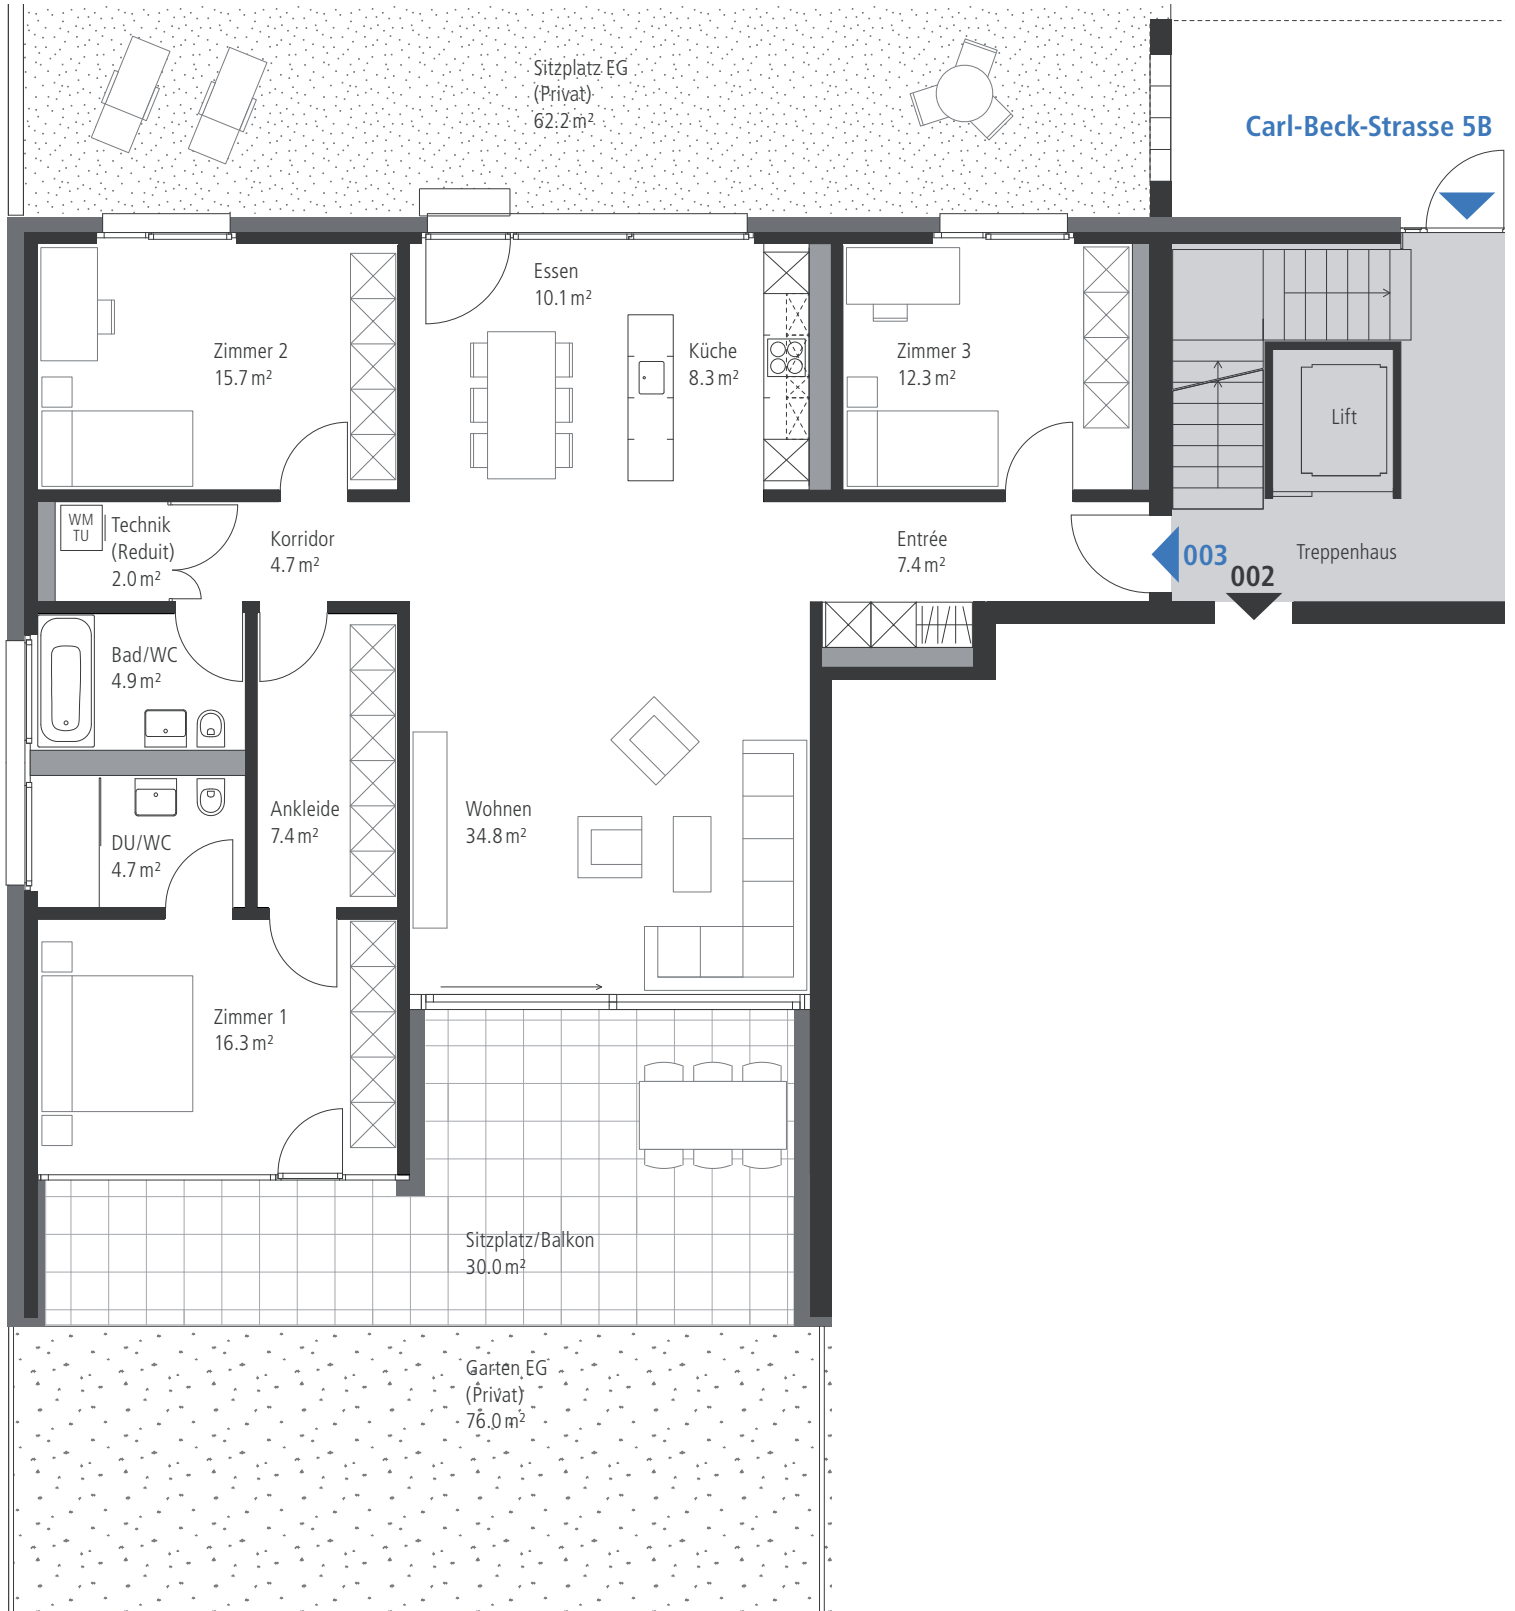 Sitzplatz EG
(Privat)
62.2 m²
Carl-Beck-Strasse 5B
Essen
10.1 m²
Zimmer 2
15.7 m²
Küche
8.3 m²
Zimmer 3
12.3 m²
Lift
WM
TU
Technik
(Reduit)
2.0 m²
Korridor
4.7 m²
Entrée
7.4 m²
003
002
Treppenhaus
Bad/WC
4.9 m²
DU/WC
4.7 m²
Ankleide
7.4 m²
Wohnen
34.8 m²
Zimmer 1
16.3 m²
Sitzplatz/Balkon
30.0 m²
Garten EG
(Privat)
76.0 m²